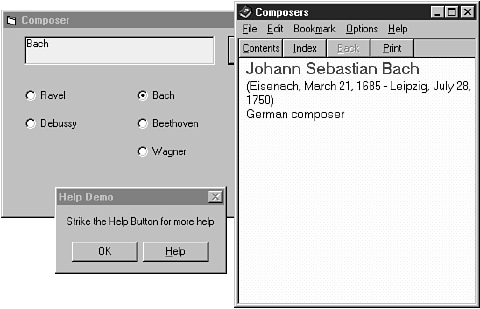 Composer
Bach
Ravel
Bach
Debussy
Beethoven
Wagner
Help Demo
Strike the Help Button for more help
OK
Help
Composers
File Edit Bookmark Options Help
Contents Index Back Print
Johann Sebastian Bach
(Eisenach, March 21, 1685 - Leipzig, July 28,
1750)
German composer